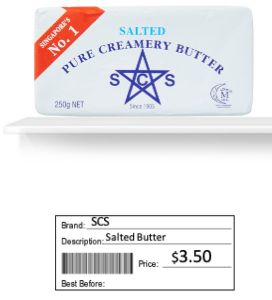 SINGAPORE'S
No. 1
SALTED
PURE CREAMERY BUTTER
S C S
250g NET
Since 1905
M
Brand: SCS
Description: Salted Butter
Price: $3.50
Best Before: